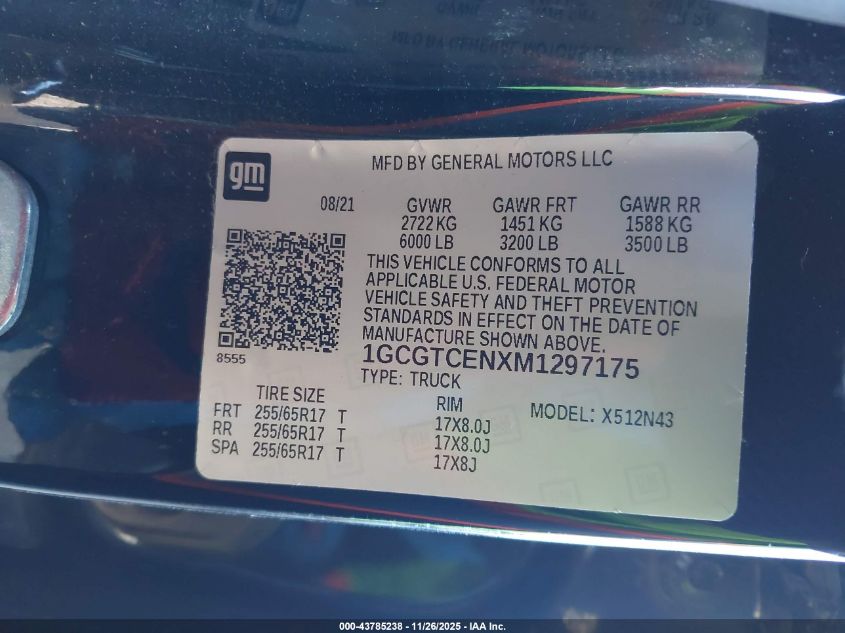 gm
MFD BY GENERAL MOTORS LLC
08/21
GVWR GAWR FRT GAWR RR
2722 KG 1451 KG 1588 KG
6000 LB 3200 LB 3500 LB
THIS VEHICLE CONFORMS TO ALL
APPLICABLE U.S. FEDERAL MOTOR
VEHICLE SAFETY AND THEFT PREVENTION
STANDARDS IN EFFECT ON THE DATE OF
MANUFACTURE SHOWN ABOVE.
8555
1GCGTCENXM1297175
TYPE: TRUCK
TIRE SIZE RIM MODEL: X512N43
FRT 255/65R17 T 17X8.0J
RR 255/65R17 T 17X8.0J
SPA 255/65R17 T 17X8J
000-43785238 - 11/26/2025 - IAA Inc.